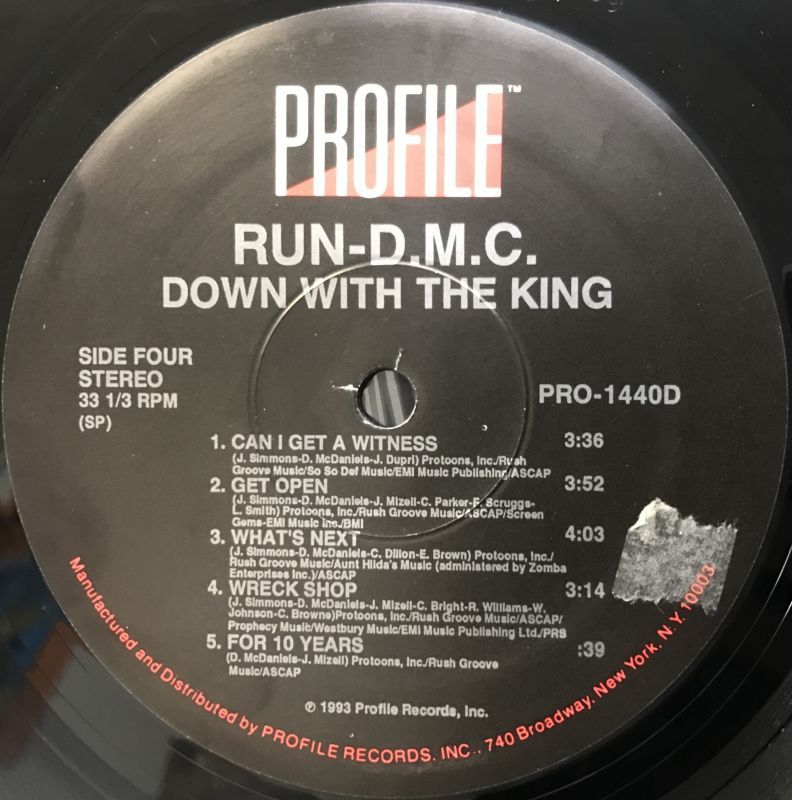 PROFILE™
RUN-D.M.C.
DOWN WITH THE KING
SIDE FOUR
STEREO
33 1/3 RPM
(SP)
PRO-1440D
1. CAN I GET A WITNESS 3:36
(J. Simmons-D. McDaniels-J. Dupri) Protoons, Inc./Rush
Groove Music/So So Def Music/EMI Music Publishing/ASCAP
2. GET OPEN 3:52
(J. Simmons-D. McDaniels-J. Mizell-C. Parker-F. Scruggs-
L. Smith) Protoons, Inc./Rush Groove Music/ASCAP/Screen
Gems-EMI Music Inc./BMI
3. WHAT'S NEXT 4:03
(J. Simmons-D. McDaniels-C. Dillon-E. Brown) Protoons, Inc./
Rush Groove Music/Aunt Hilda's Music (administered by Zomba
Enterprises Inc.)/ASCAP
4. WRECK SHOP 3:14
(J. Simmons-D. McDaniels-J. Mizell-C. Bright-R. Williams-W.
Johnson-C. Browne)Protoons, Inc./Rush Groove Music/ASCAP/
Prophecy Music/Westbury Music/EMI Music Publishing Ltd./PRS
5. FOR 10 YEARS :39
(D. McDaniels-J. Mizell) Protoons, Inc./Rush Groove
Music/ASCAP
℗ 1993 Profile Records, Inc.
Manufactured and Distributed by PROFILE RECORDS, INC., 740 Broadway, New York, N.Y. 10003